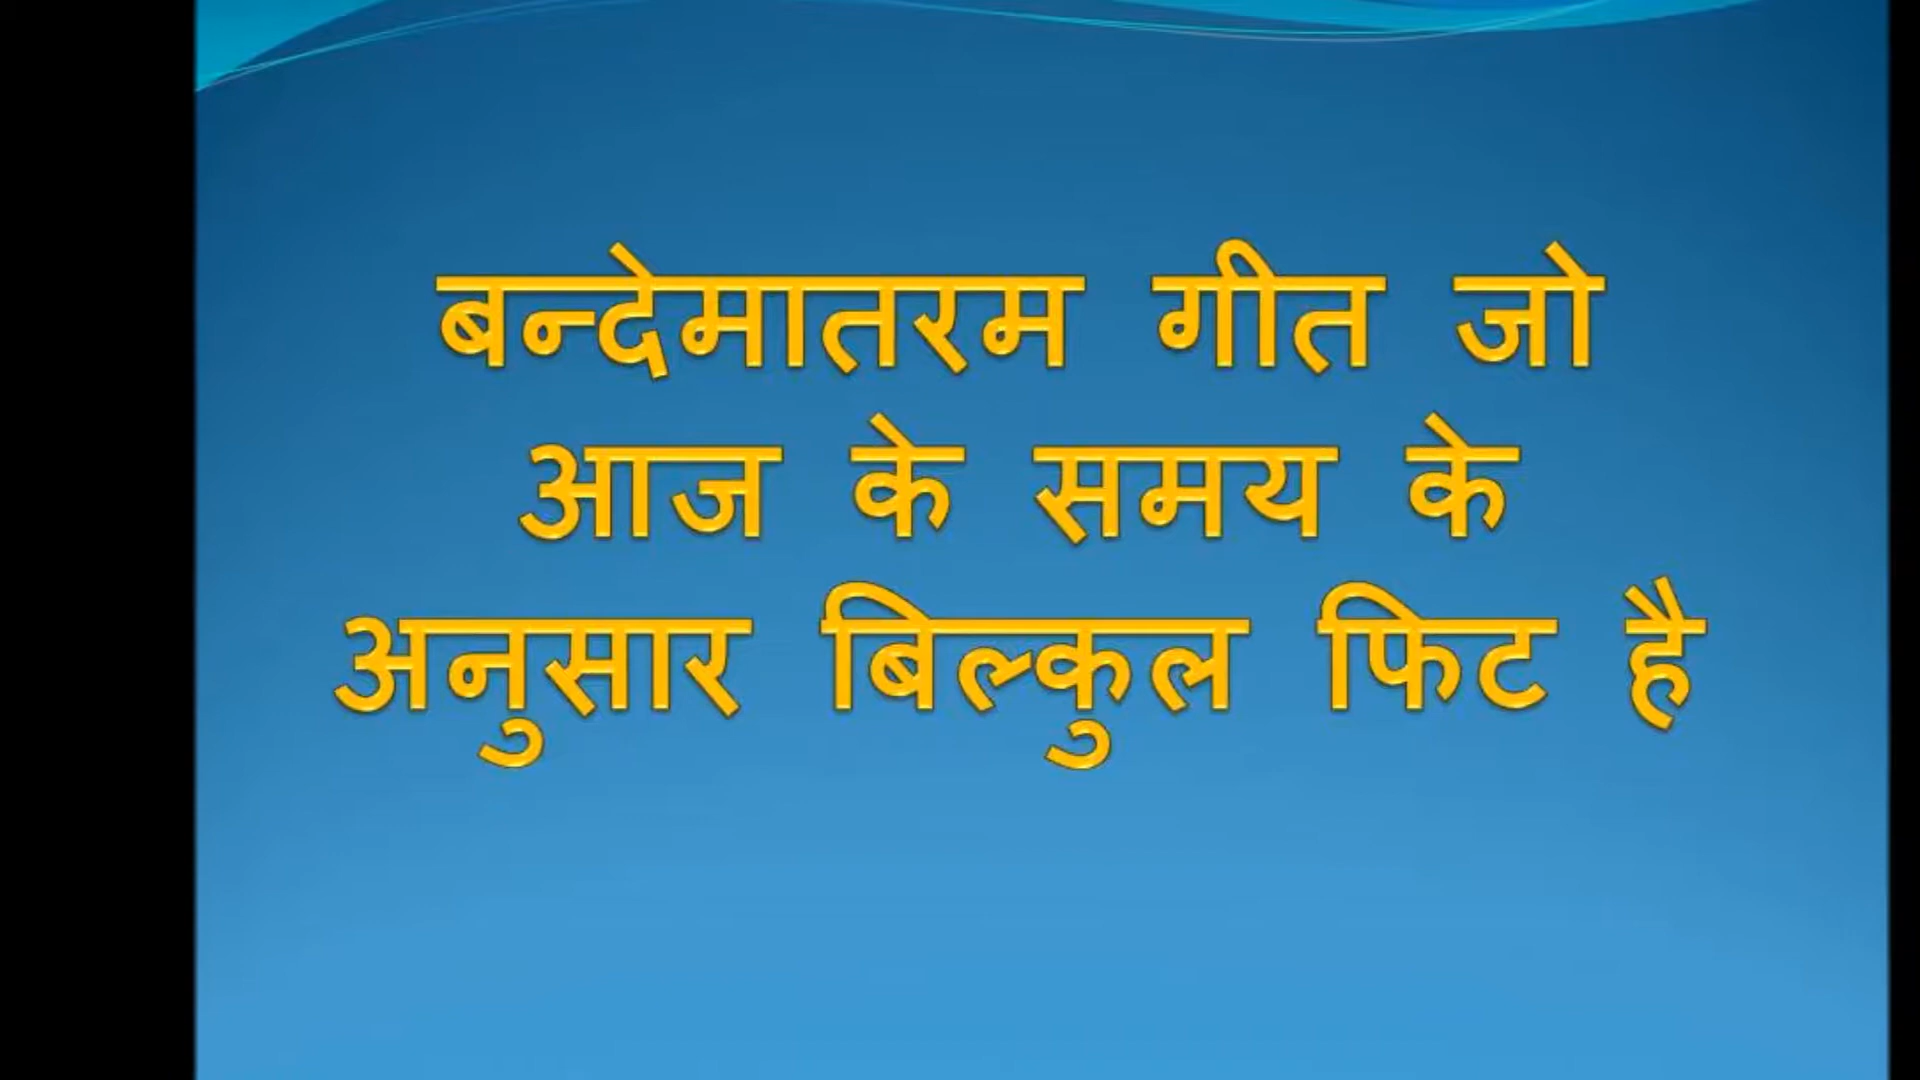 बन्देमातरम गीत जो
आज के समय के
अनुसार बिल्कुल फिट है